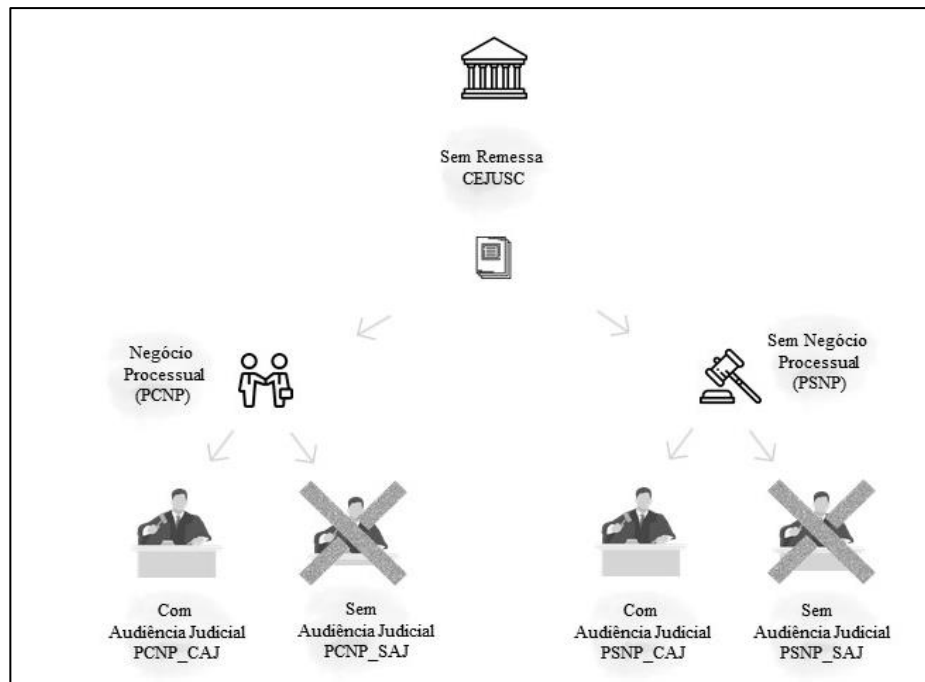 Sem Remessa
CEJUSC
Negócio
Processual
(PCNP)
Sem Negócio
Processual
(PSNP)
Com
Audiência Judicial
PCNP_CAJ
Sem
Audiência Judicial
PCNP_SAJ
Com
Audiência Judicial
PSNP_CAJ
Sem
Audiência Judicial
PSNP_SAJ